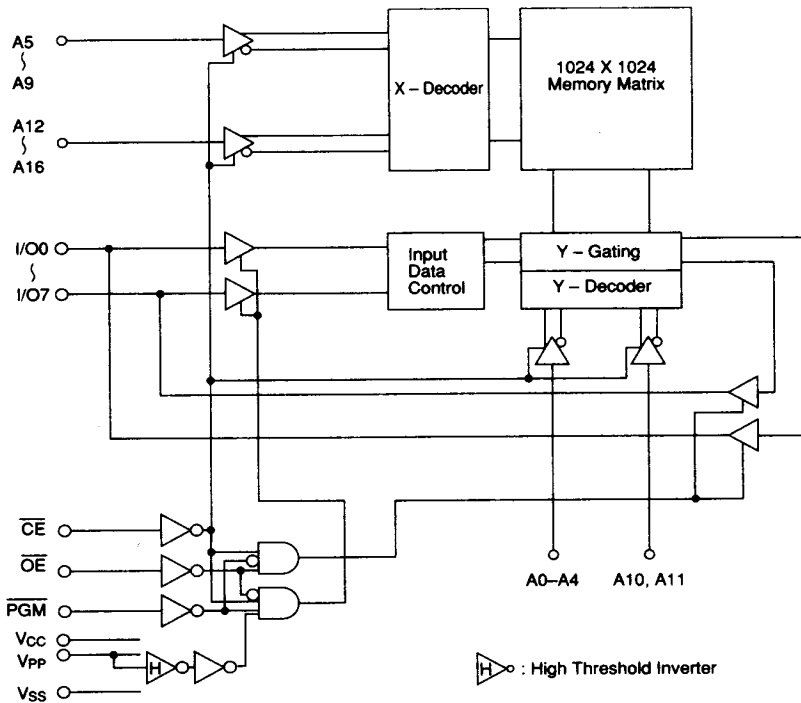 A5
~
A9
A12
~
A16
X – Decoder
1024 X 1024
Memory Matrix
I/O0
~
I/O7
Input
Data
Control
Y – Gating
Y – Decoder
A0–A4
A10, A11
CE
OE
PGM
VCC
VPP
VSS
H
H : High Threshold Inverter